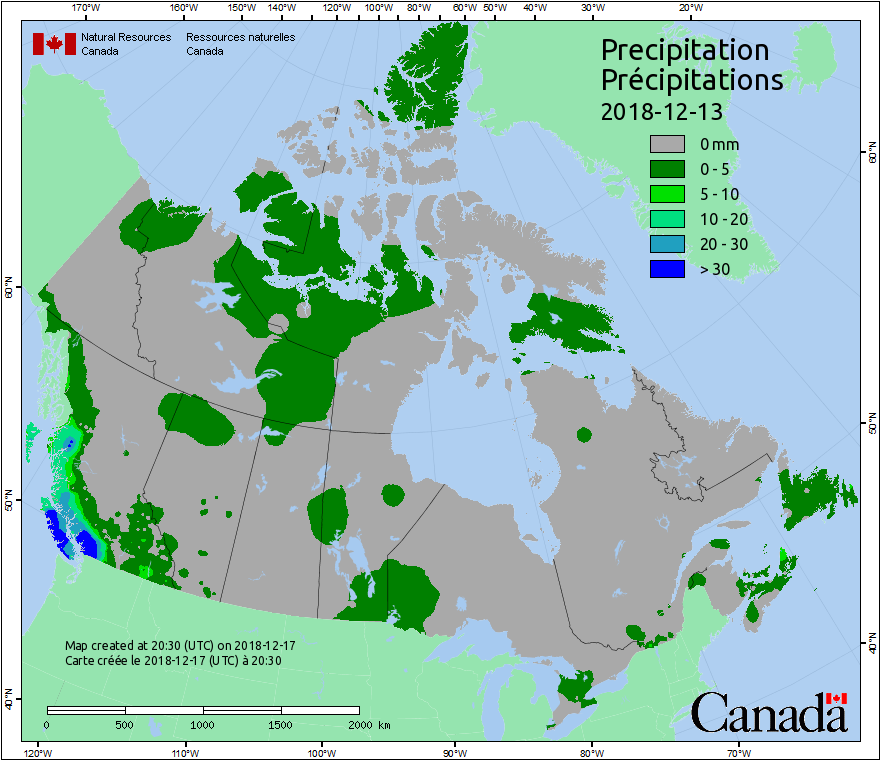 170°W 160°W 150°W 140°W 130°W 120°W 110°W 100°W 90°W 80°W 60°W 50°W 40°W 30°W 20°W
Natural Resources Ressources naturelles
Canada Canada
Precipitation
Précipitations
2018-12-13
0 mm
0 - 5
5 - 10
10 - 20
20 - 30
> 30
60°N
60°N
50°N
50°N
40°N
40°N
Map created at 20:30 (UTC) on 2018-12-17
Carte créée le 2018-12-17 (UTC) à 20:30
0 500 1000 1500 2000 km
Canada
120°W 110°W 100°W 90°W 80°W 70°W